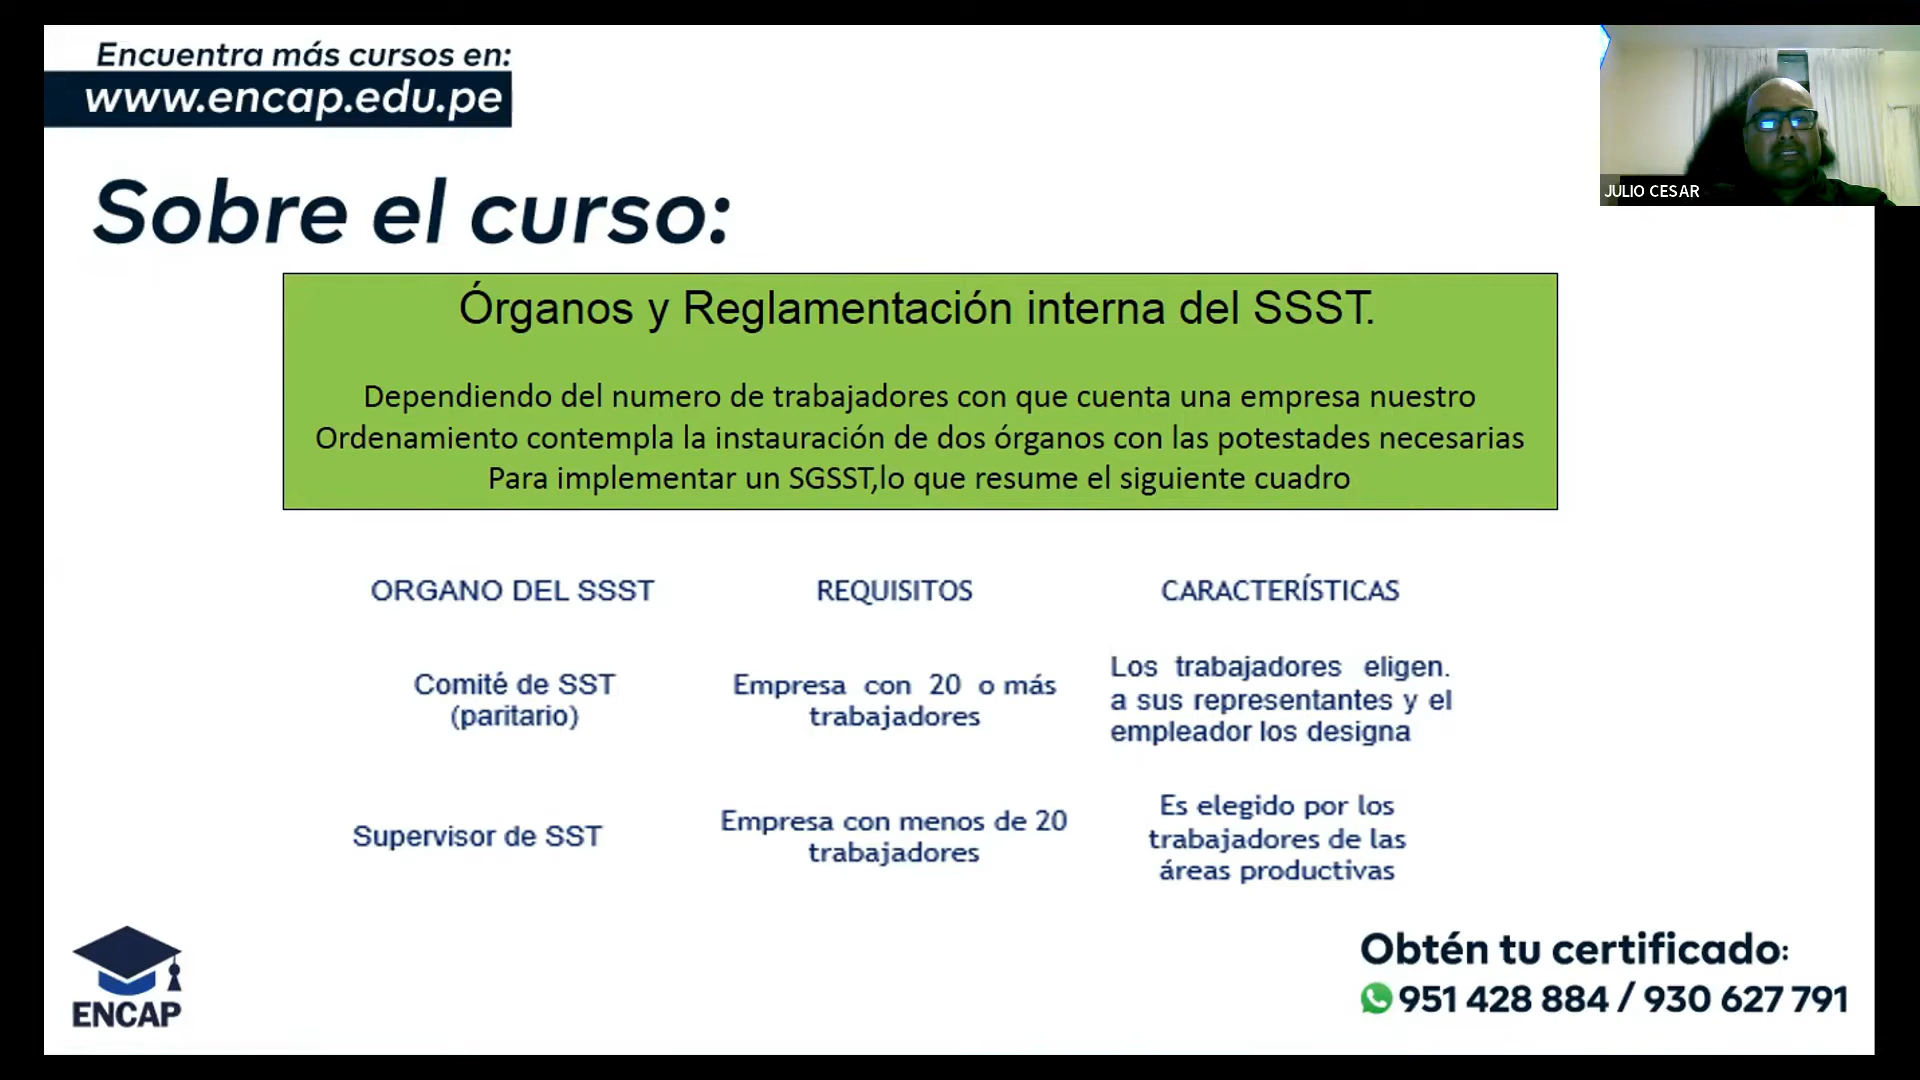 Encuentra más cursos en:
www.encap.edu.pe
JULIO CESAR
Sobre el curso:
Órganos y Reglamentación interna del SSST.
Dependiendo del numero de trabajadores con que cuenta una empresa nuestro
Ordenamiento contempla la instauración de dos órganos con las potestades necesarias
Para implementar un SGSST,lo que resume el siguiente cuadro
ORGANO DEL SSST
REQUISITOS
CARACTERÍSTICAS
Comité de SST
(paritario)
Empresa con 20 o más
trabajadores
Los trabajadores eligen.
a sus representantes y el
empleador los designa
Supervisor de SST
Empresa con menos de 20
trabajadores
Es elegido por los
trabajadores de las
áreas productivas
ENCAP
Obtén tu certificado:
951 428 884 / 930 627 791